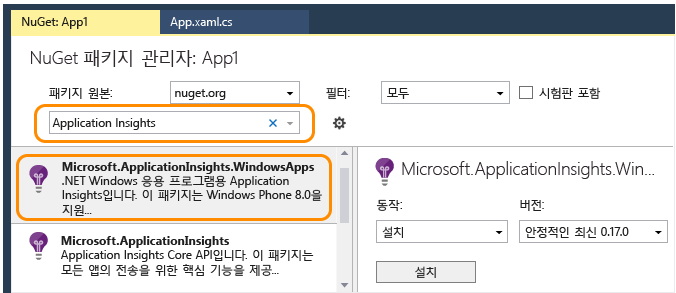 NuGet: App1
App.xaml.cs
NuGet 패키지 관리자: App1
패키지 원본: nuget.org 필터: 모두 시험판 포함
Application Insights
Microsoft.ApplicationInsights.WindowsApps
.NET Windows 응용 프로그램용 Application
Insights입니다. 이 패키지는 Windows Phone 8.0을
지원...
Microsoft.ApplicationInsights
Application Insights Core API입니다. 이 패키지는
모든 앱의 전송을 위한 핵심 기능을 제공...
Microsoft.ApplicationInsights.Win...
동작: 버전:
설치 안정적인 최신 0.17.0
설치